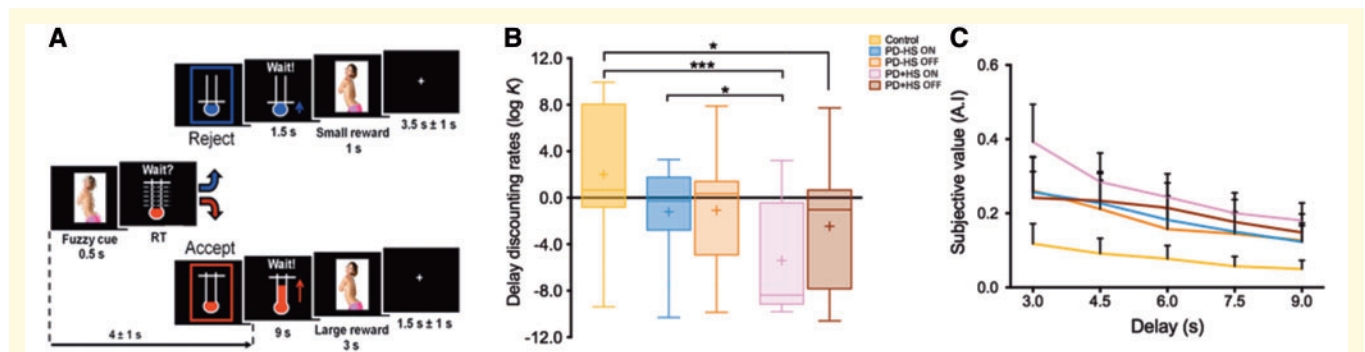 A
Wait!
Reject
1.5 s
Small reward
1 s
3.5 s ± 1 s
Wait?
Fuzzy cue
0.5 s
RT
Accept
Wait!
4 ± 1 s
9 s
Large reward
3 s
1.5 s ± 1 s
B
Delay discounting rates (log K)
12.0
8.0
4.0
0.0
-4.0
-8.0
-12.0
*
***
*
Control
PD-HS ON
PD-HS OFF
PD+HS ON
PD+HS OFF
C
Subjective value (A.I)
0.6
0.4
0.2
0.0
3.0 4.5 6.0 7.5 9.0
Delay (s)